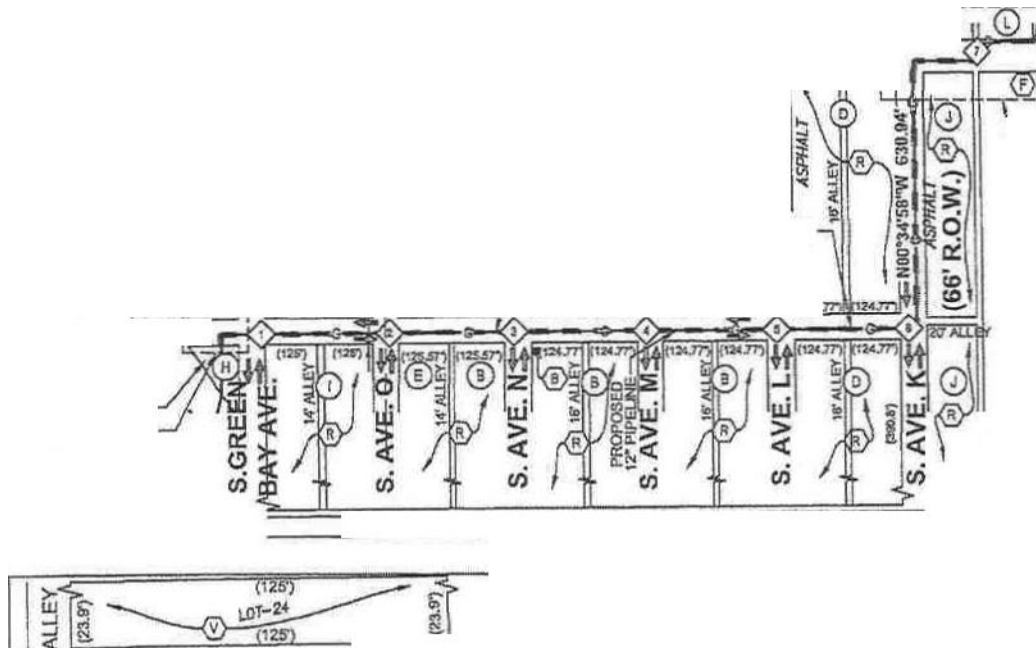 L
7
F
D
J
R
R
ASPHALT
16' ALLEY
N00°34'58"W 630.94'
ASPHALT
(66' R.O.W.)
77') (124.77')
1
2
3
4
5
6
20' ALLEY
H
(125') (125')
(125.57') (125.57')
(124.77') (124.77')
(124.77') (124.77')
(124.77') (124.77')
I
B
B
B
D
J
14' ALLEY
14' ALLEY
16' ALLEY
16' ALLEY
16' ALLEY
R
R
R
R
R
R
(390.8')
S.GREEN
BAY AVE.
S. AVE. O
S. AVE. N
PROPOSED
12" PIPELINE
S. AVE. M
S. AVE. L
S. AVE. K
(125')
ALLEY
(23.9')
LOT-24
V
(125')
(23.9')